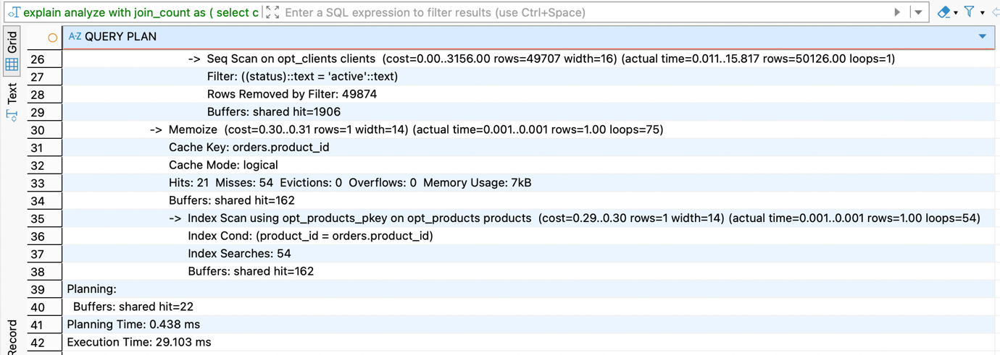 explain analyze with join_count as ( select c
Enter a SQL expression to filter results (use Ctrl+Space)
Grid
Text
Record
A-Z QUERY PLAN
26 -> Seq Scan on opt_clients clients (cost=0.00..3156.00 rows=49707 width=16) (actual time=0.011..15.817 rows=50126.00 loops=1)
27 Filter: ((status)::text = 'active'::text)
28 Rows Removed by Filter: 49874
29 Buffers: shared hit=1906
30 -> Memoize (cost=0.30..0.31 rows=1 width=14) (actual time=0.001..0.001 rows=1.00 loops=75)
31 Cache Key: orders.product_id
32 Cache Mode: logical
33 Hits: 21 Misses: 54 Evictions: 0 Overflows: 0 Memory Usage: 7kB
34 Buffers: shared hit=162
35 -> Index Scan using opt_products_pkey on opt_products products (cost=0.29..0.30 rows=1 width=14) (actual time=0.001..0.001 rows=1.00 loops=54)
36 Index Cond: (product_id = orders.product_id)
37 Index Searches: 54
38 Buffers: shared hit=162
39 Planning:
40 Buffers: shared hit=22
41 Planning Time: 0.438 ms
42 Execution Time: 29.103 ms